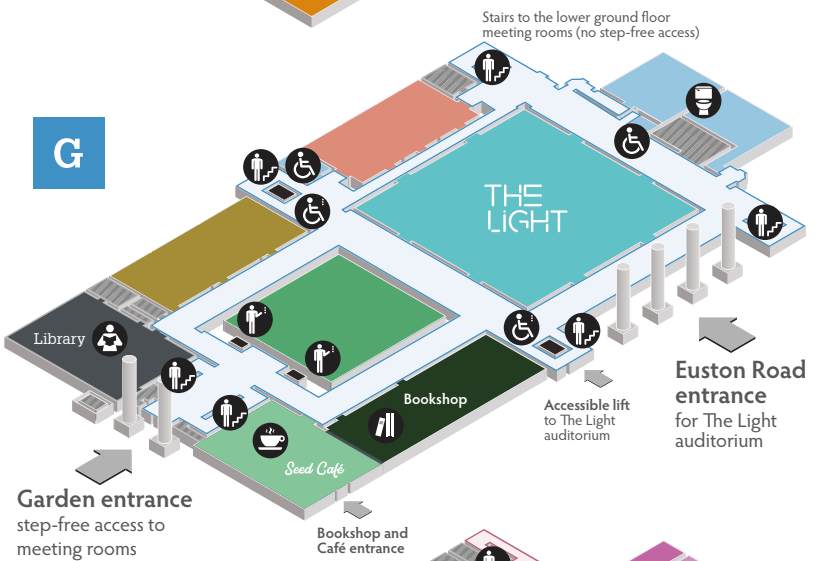 Stairs to the lower ground floor
meeting rooms (no step-free access)
G
THE
LiGHT
Library
Bookshop
Seed Café
Euston Road
entrance
for The Light
auditorium
Accessible lift
to The Light
auditorium
Garden entrance
step-free access to
meeting rooms
Bookshop and
Café entrance